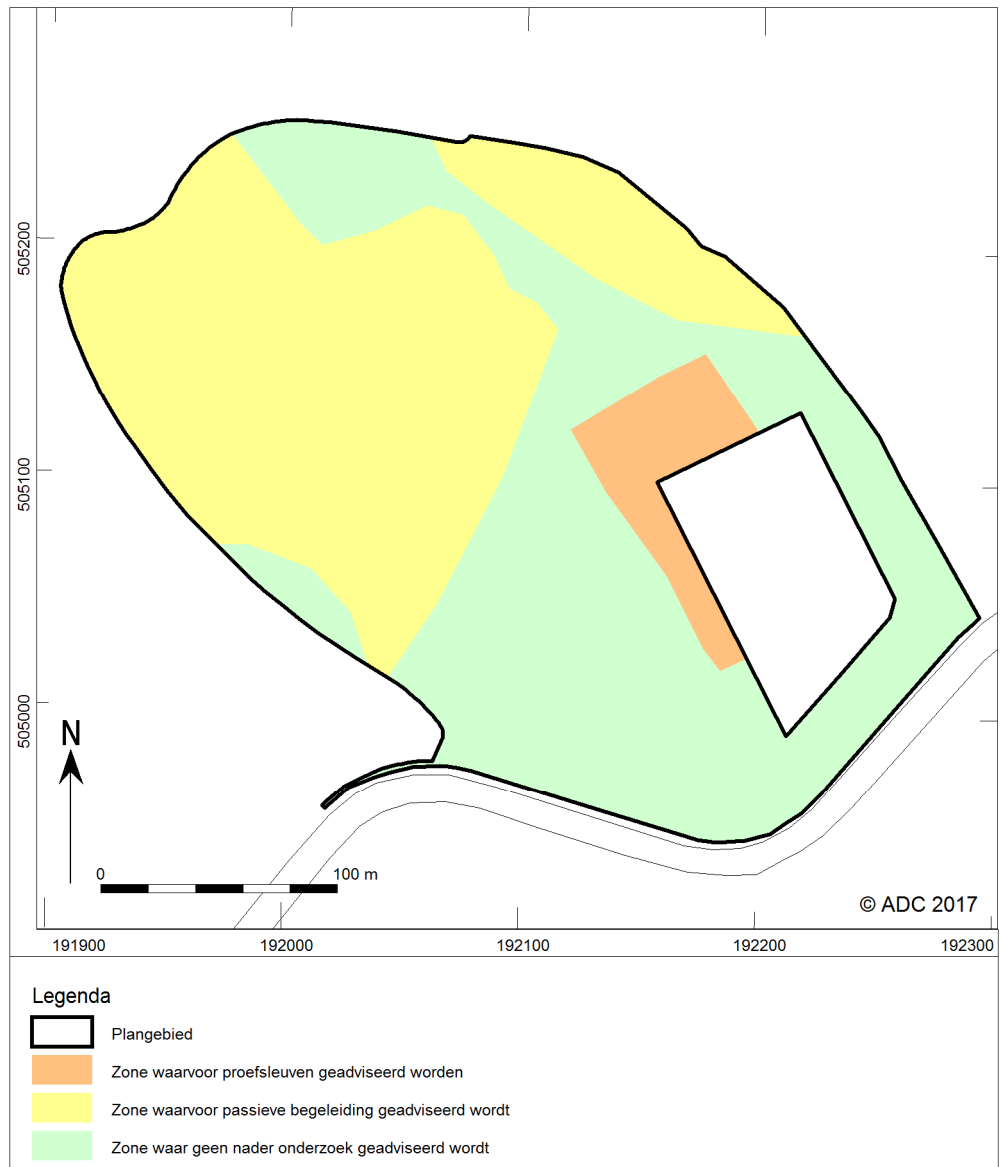 505200
505100
505000
N
0 100 m
© ADC 2017
191900 192000 192100 192200 192300
Legenda
Plangebied
Zone waarvoor proefsleuven geadviseerd worden
Zone waarvoor passieve begeleiding geadviseerd wordt
Zone waar geen nader onderzoek geadviseerd wordt